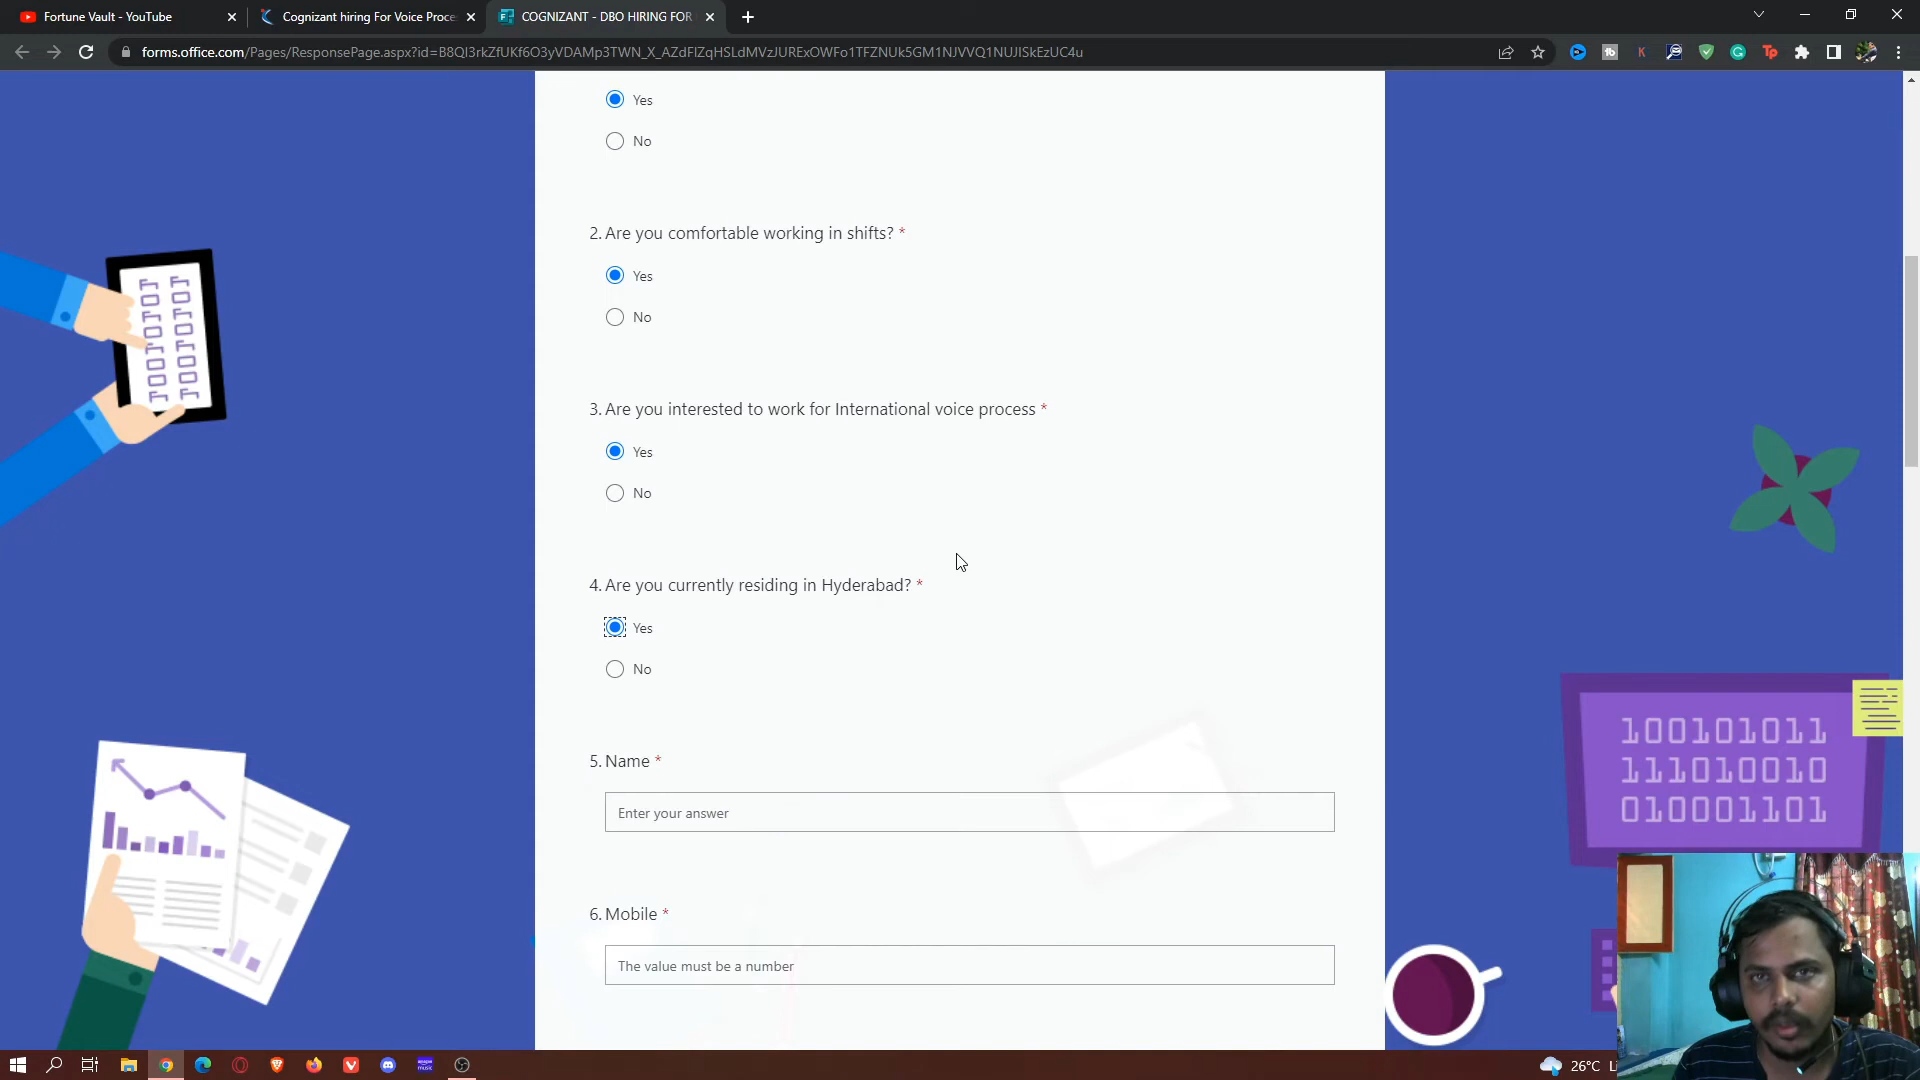 Fortune Vault - YouTube
Cognizant hiring For Voice Proce
COGNIZANT - DBO HIRING FOR
forms.office.com/Pages/ResponsePage.aspx?id=B8QI3rkZfUKf6O3yVDAMp3TWN_X_AZdFlZqHSLdMVzJURExOWFo1TFZNUk5GM1NJVVQ1NUJISkEzUC4u
Yes
No
2. Are you comfortable working in shifts? *
Yes
No
3. Are you interested to work for International voice process *
Yes
No
4. Are you currently residing in Hyderabad? *
Yes
No
5. Name *
Enter your answer
6. Mobile *
The value must be a number
100101011
111010010
010001101
26°C Li